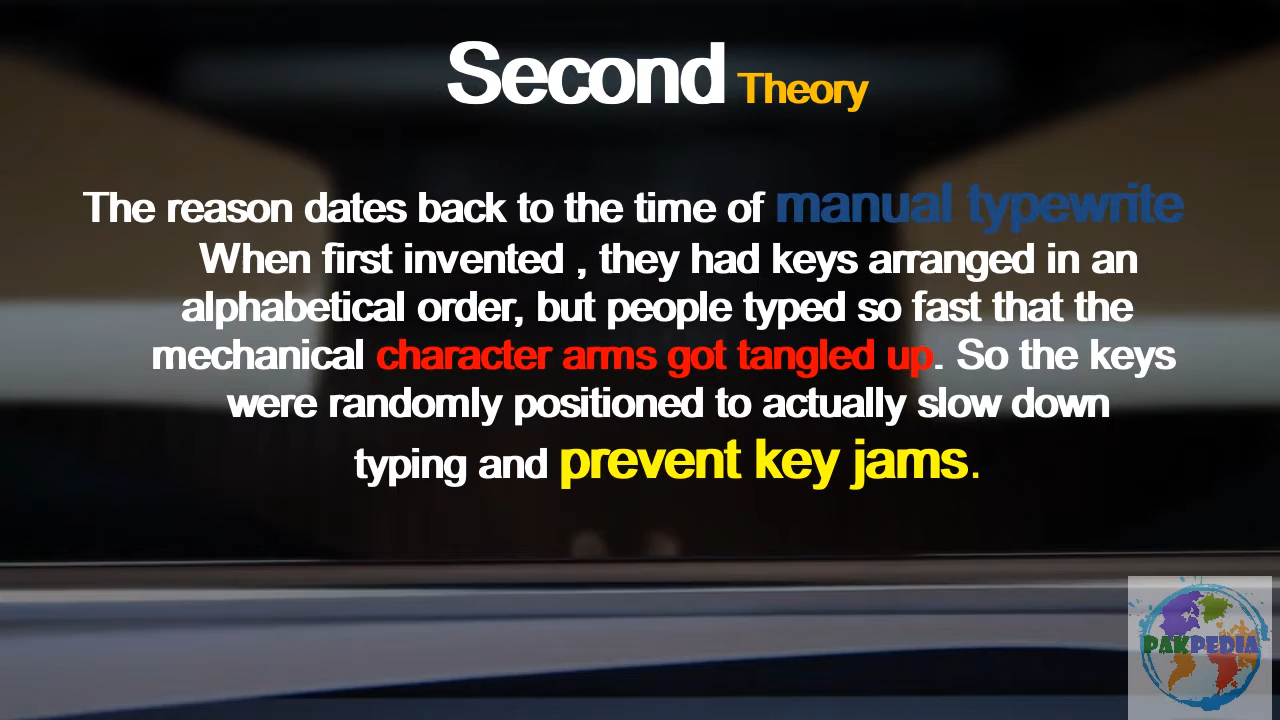 Second Theory
The reason dates back to the time of manual typewrite
When first invented , they had keys arranged in an
alphabetical order, but people typed so fast that the
mechanical character arms got tangled up. So the keys
were randomly positioned to actually slow down
typing and prevent key jams.
PAKPEDIA